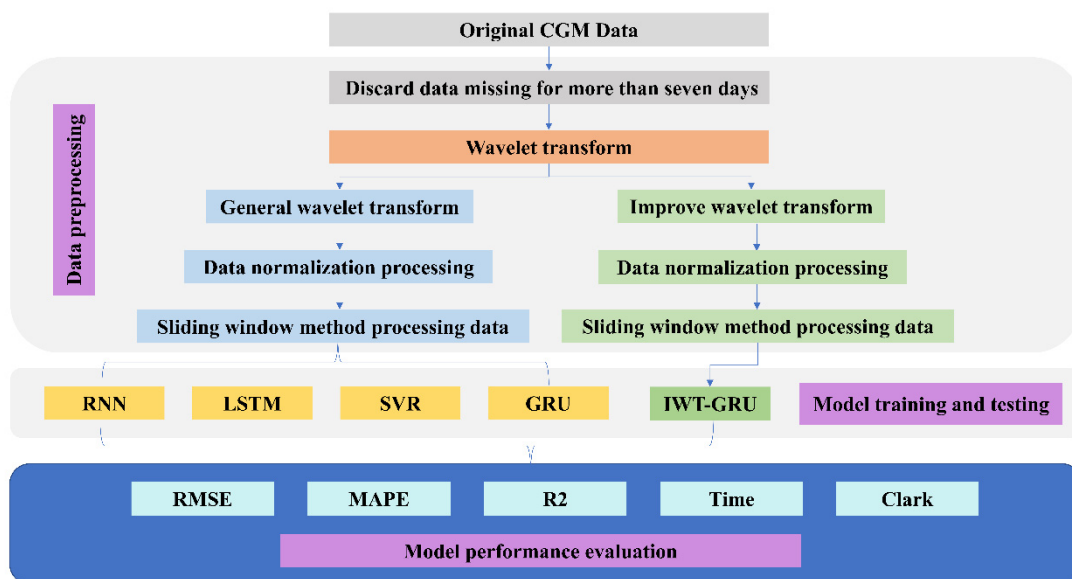 Original CGM Data
Discard data missing for more than seven days
Data preprocessing
Wavelet transform
General wavelet transform
Improve wavelet transform
Data normalization processing
Data normalization processing
Sliding window method processing data
Sliding window method processing data
RNN
LSTM
SVR
GRU
IWT-GRU
Model training and testing
RMSE
MAPE
R2
Time
Clark
Model performance evaluation